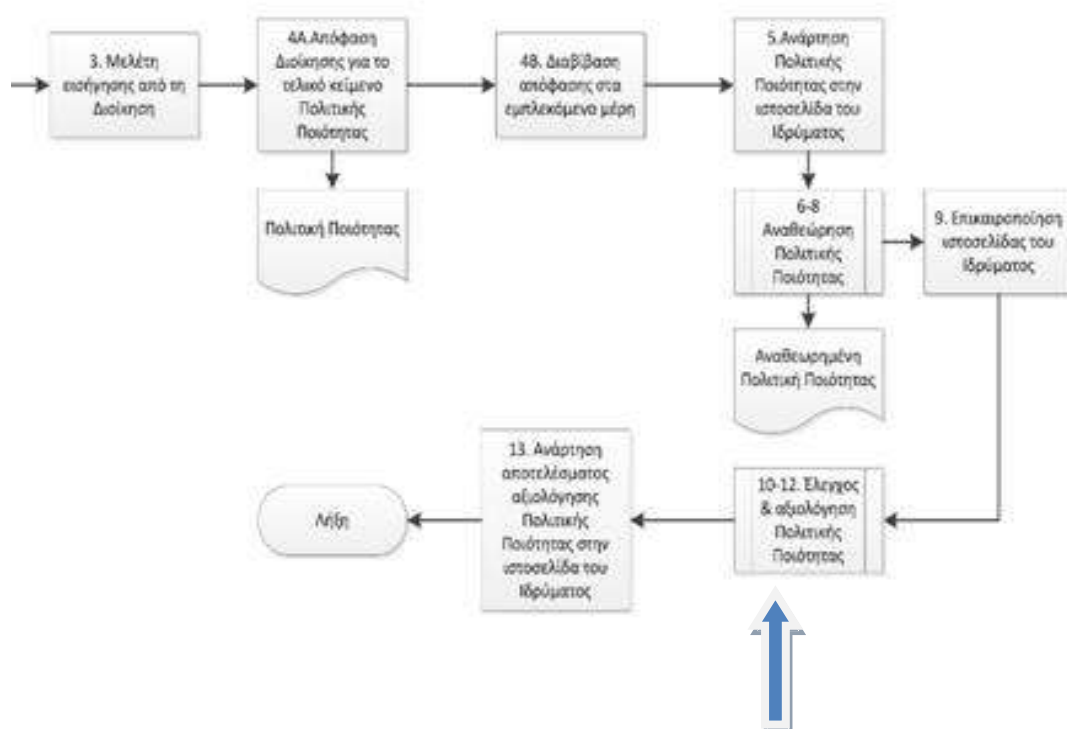 3. Μελέτη
εισήγησης από τη
Διοίκηση
4Α.Απόφαση
Διοίκησης για το
τελικό κείμενο
Πολιτικής
Ποιότητας
4Β. Διαβίβαση
απόφασης στα
εμπλεκόμενα μέρη
5.Ανάρτηση
Πολιτικής
Ποιότητας στην
ιστοσελίδα του
Ιδρύματος
Πολιτική Ποιότητας
6-8
Αναθεώρηση
Πολιτικής
Ποιότητας
9. Επικαιροποίηση
ιστοσελίδας του
Ιδρύματος
Αναθεωρημένη
Πολιτική Ποιότητας
13. Ανάρτηση
αποτελέσματος
αξιολόγησης
Πολιτικής
Ποιότητας στην
ιστοσελίδα του
Ιδρύματος
10-12. Έλεγχος
& αξιολόγηση
Πολιτικής
Ποιότητας
Λήξη